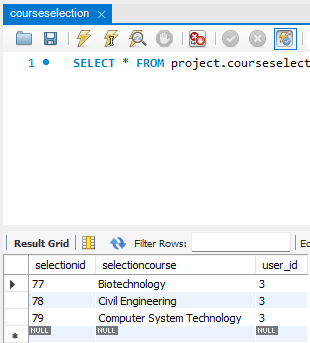 courseselection
1 SELECT * FROM project.courseselect
Result Grid Filter Rows:
selectionid selectioncourse user_id
77 Biotechnology 3
78 Civil Engineering 3
79 Computer System Technology 3
NULL NULL NULL